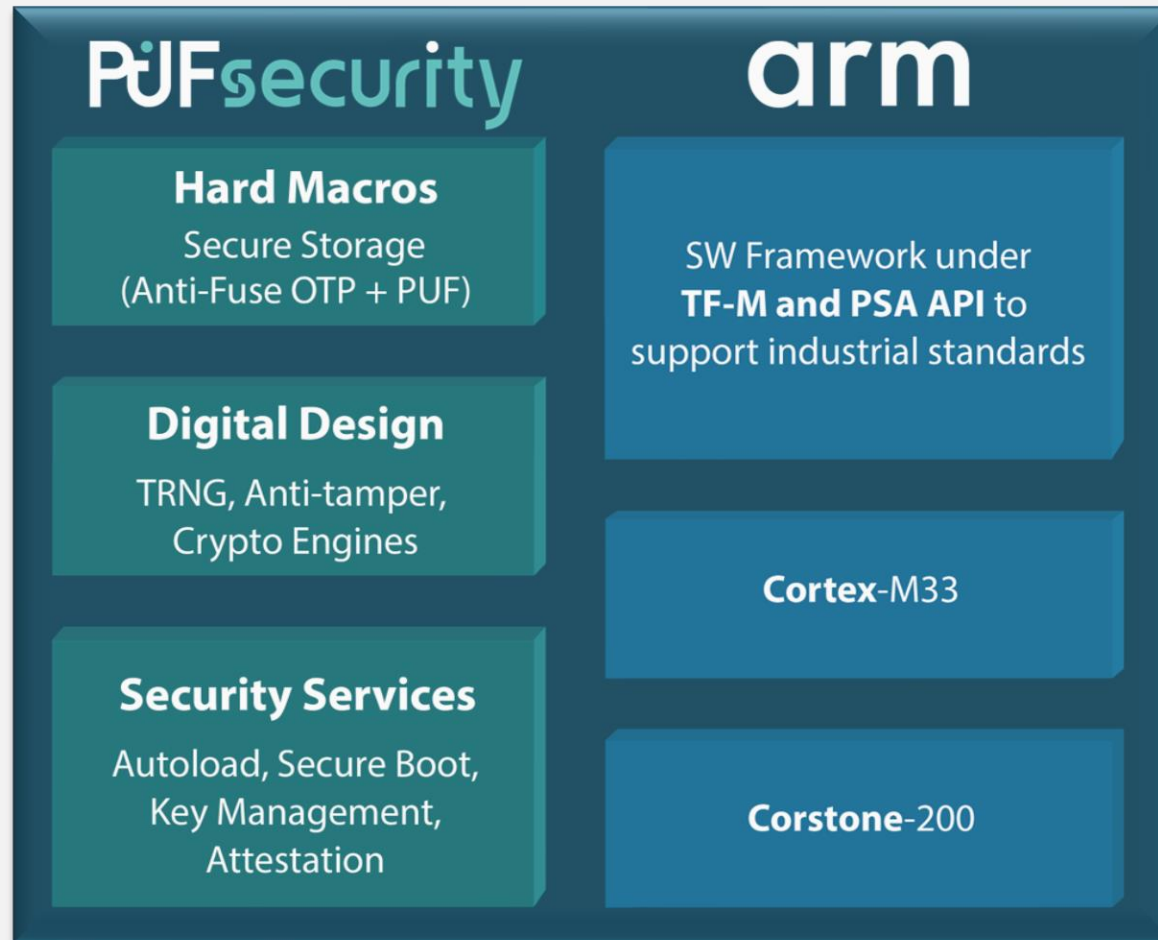 PUFsecurity
Hard Macros
Secure Storage
(Anti-Fuse OTP + PUF)
Digital Design
TRNG, Anti-tamper,
Crypto Engines
Security Services
Autoload, Secure Boot,
Key Management,
Attestation
arm
SW Framework under
TF-M and PSA API to
support industrial standards
Cortex-M33
Corstone-200